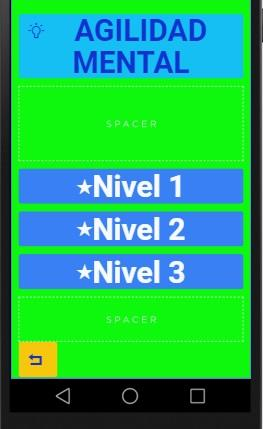 AGILIDAD
MENTAL
SPACER
★Nivel 1
★Nivel 2
★Nivel 3
SPACER